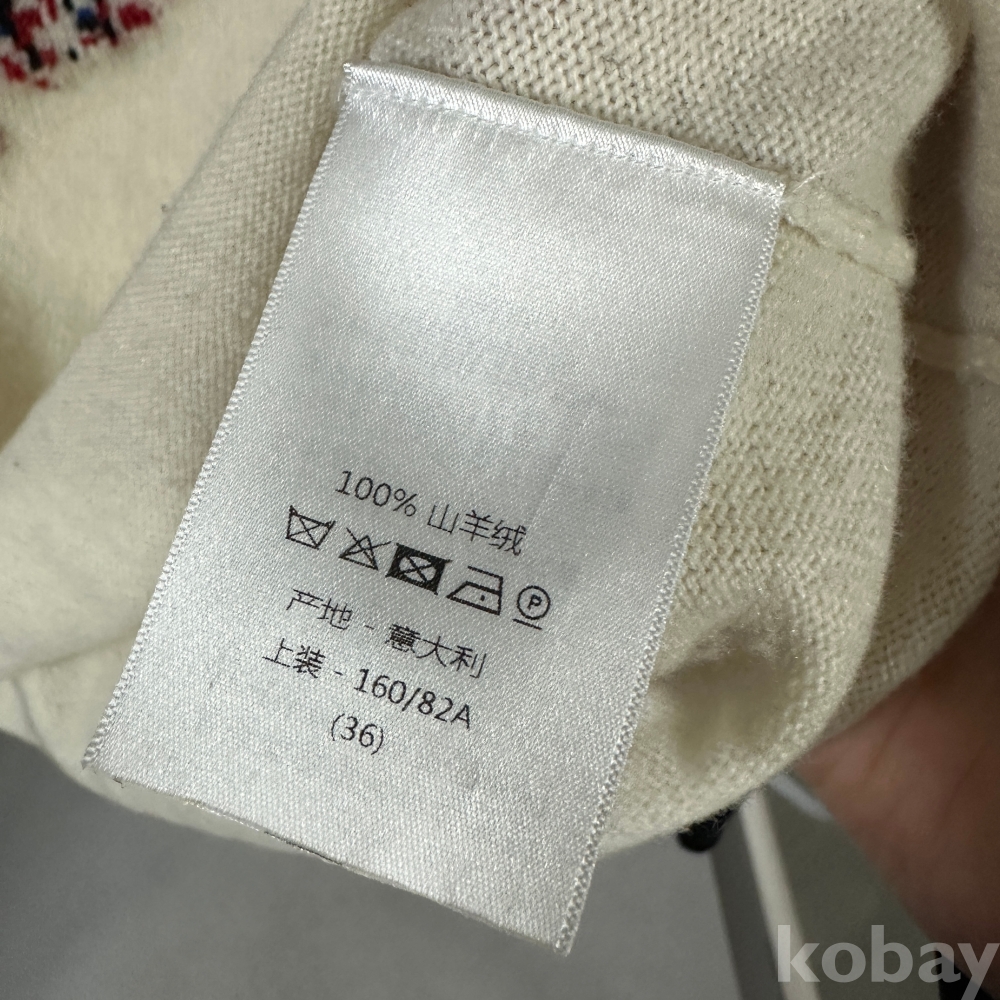 100% 山羊绒
P
产地 - 意大利
上装 - 160/82A
(36)
kobay